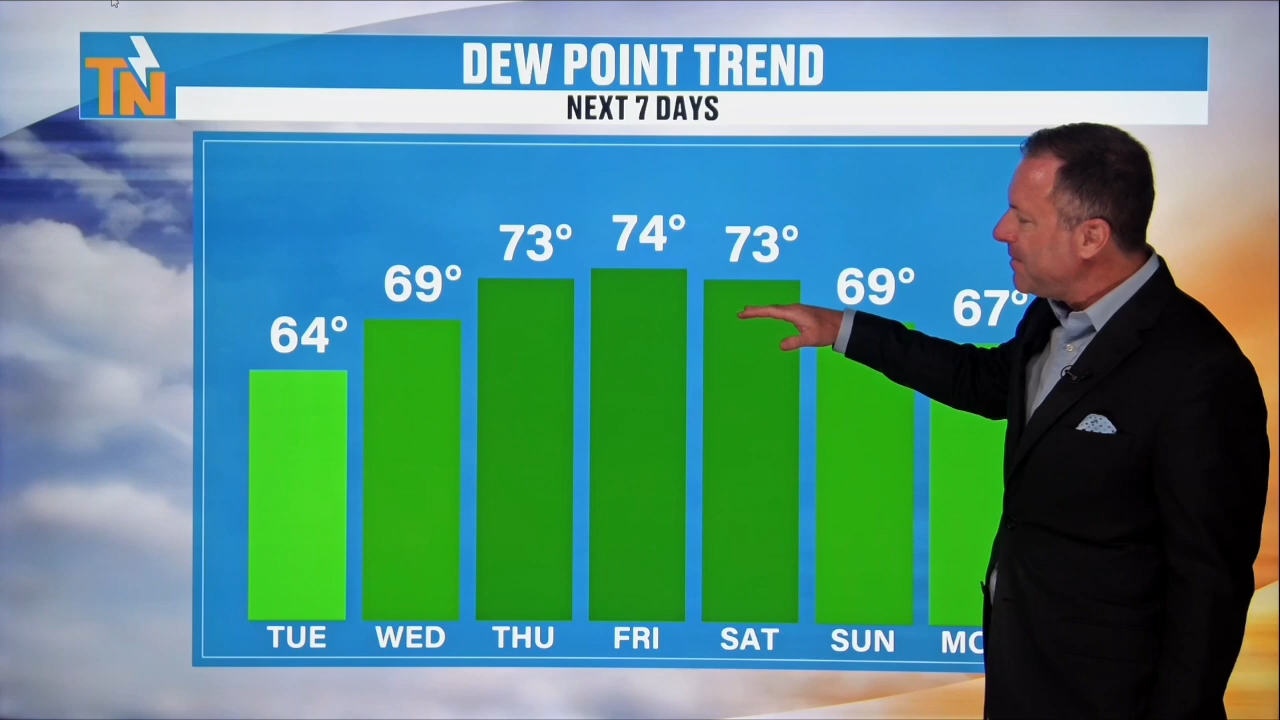 TN
DEW POINT TREND
NEXT 7 DAYS
64° 69° 73° 74° 73° 69° 67°
TUE WED THU FRI SAT SUN